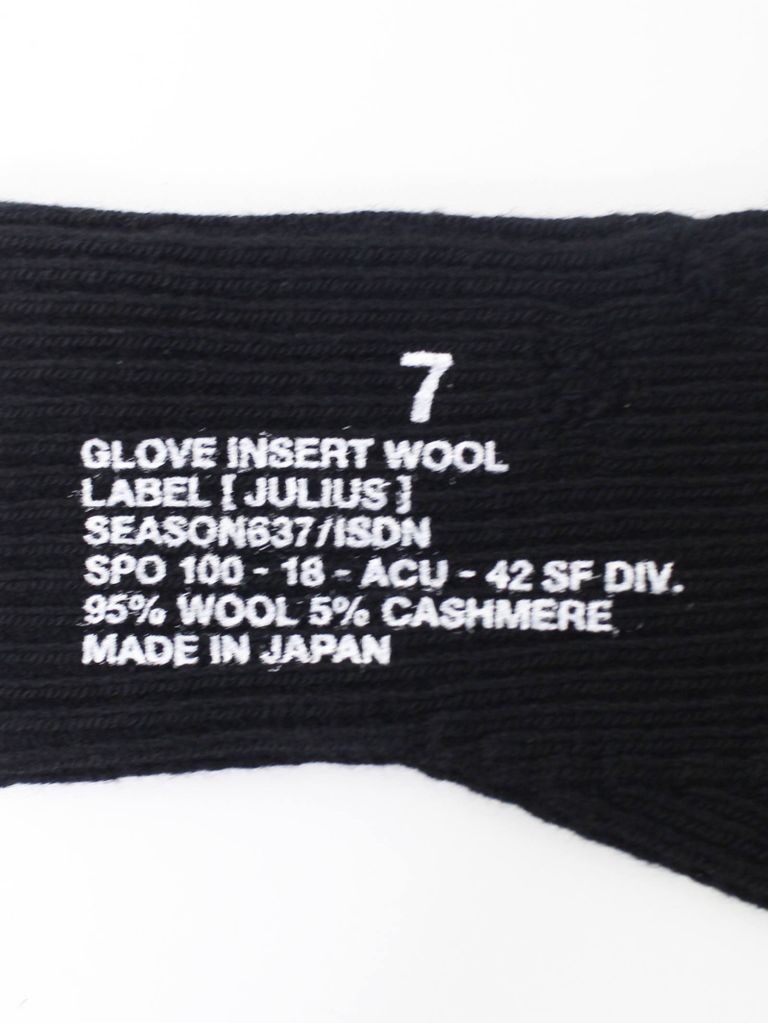 7
GLOVE INSERT WOOL
LABEL [ JULIUS ]
SEASON637/ISDN
SPO 100 - 18 - ACU - 42 SF DIV.
95% WOOL 5% CASHMERE
MADE IN JAPAN